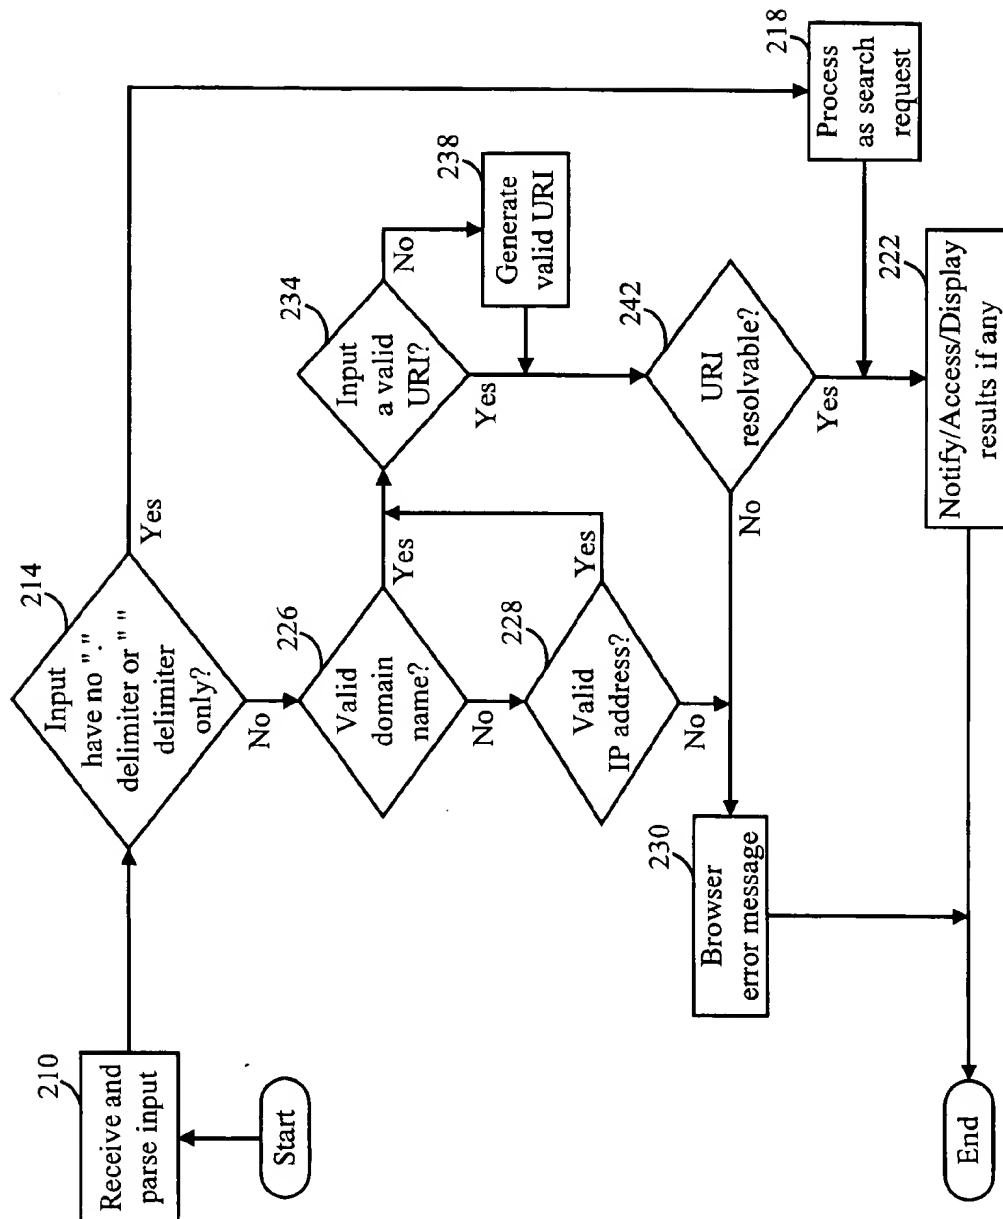 Start
210
Receive and
parse input
214
Input
have no "."
delimiter or " "
delimiter
only?
Yes
No
218
Process
as search
request
226
Valid
domain
name?
Yes
No
228
Valid
IP address?
Yes
No
234
Input
a valid
URI?
No
Yes
238
Generate
valid URI
242
URI
resolvable?
No
Yes
230
Browser
error message
222
Notify/Access/Display
results if any
End